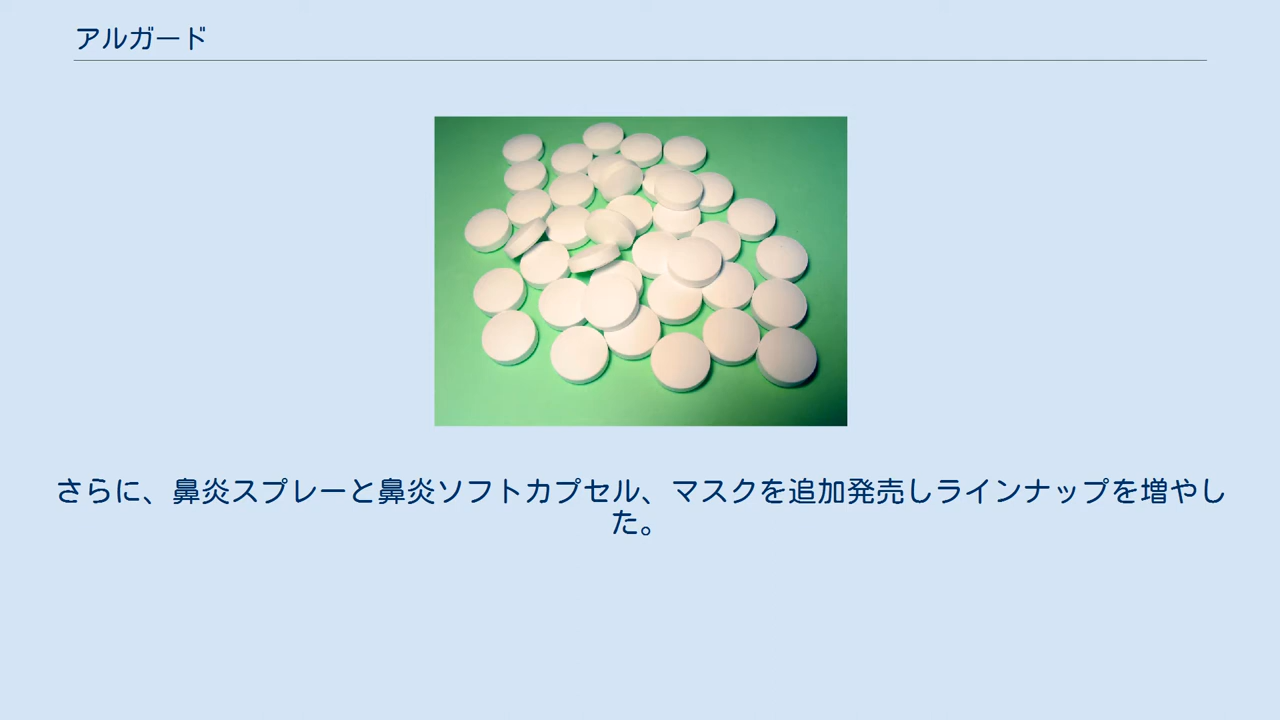 アルガード
さらに、鼻炎スプレーと鼻炎ソフトカプセル、マスクを追加発売しラインナップを増やし
た。